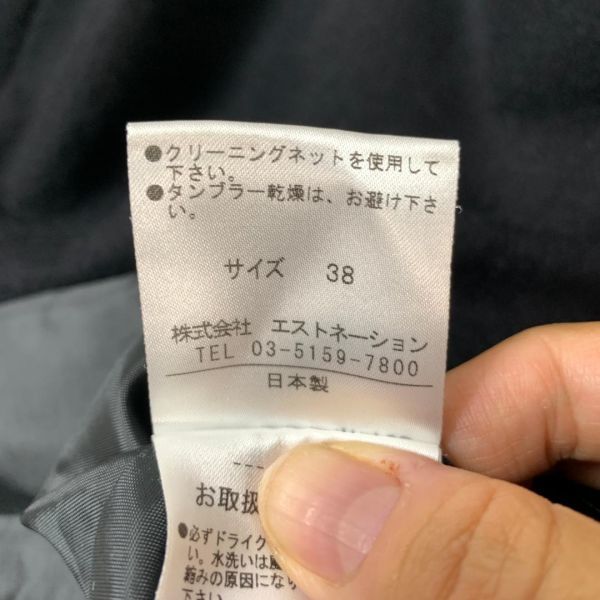 ●クリーニングネットを使用して
下さい。
●タンブラー乾燥は、お避け下さ
い。
サイズ 38
株式会社 エストネーション
TEL 03-5159-7800
日本製
お取扱
●必ずドライク
い。水洗いは
縮みの原因にな
下さい